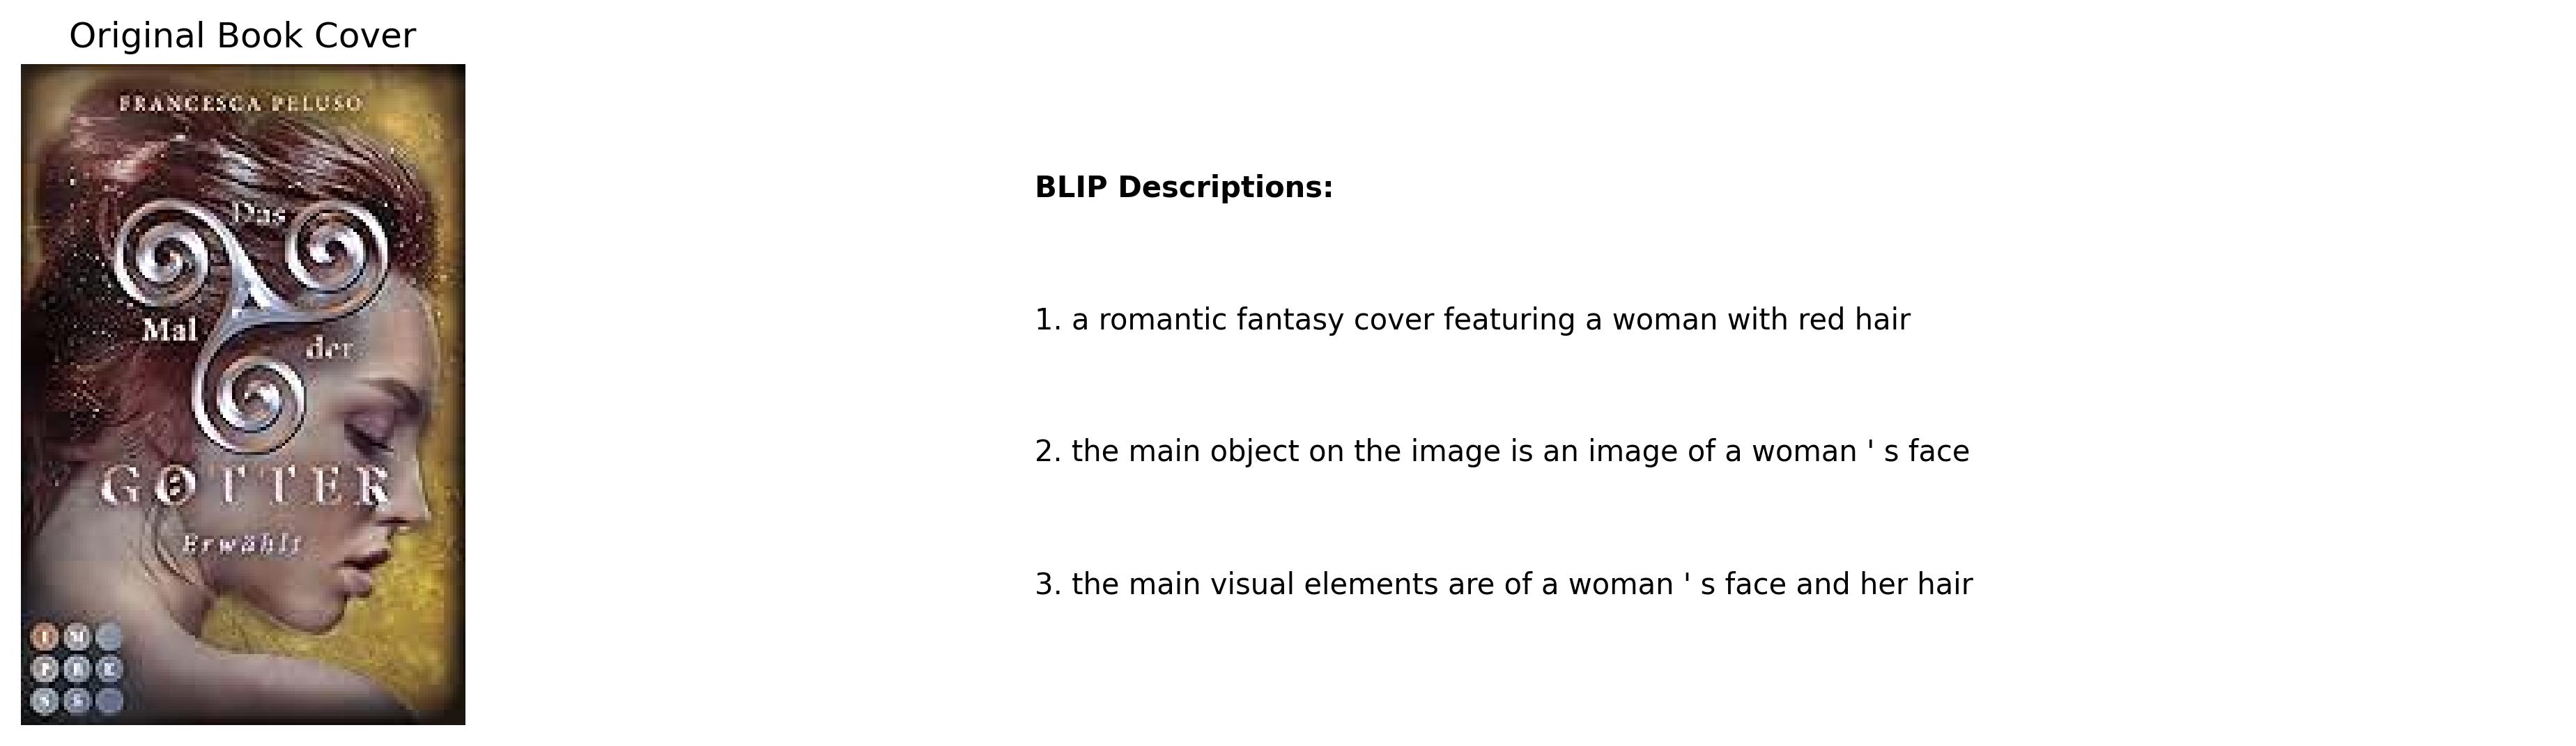 Original Book Cover
FRANCESCA PELUSO
Das
Mal
der
GÖTTER
Erwählt
I M
P R E
S S
BLIP Descriptions:
1. a romantic fantasy cover featuring a woman with red hair
2. the main object on the image is an image of a woman ' s face
3. the main visual elements are of a woman ' s face and her hair